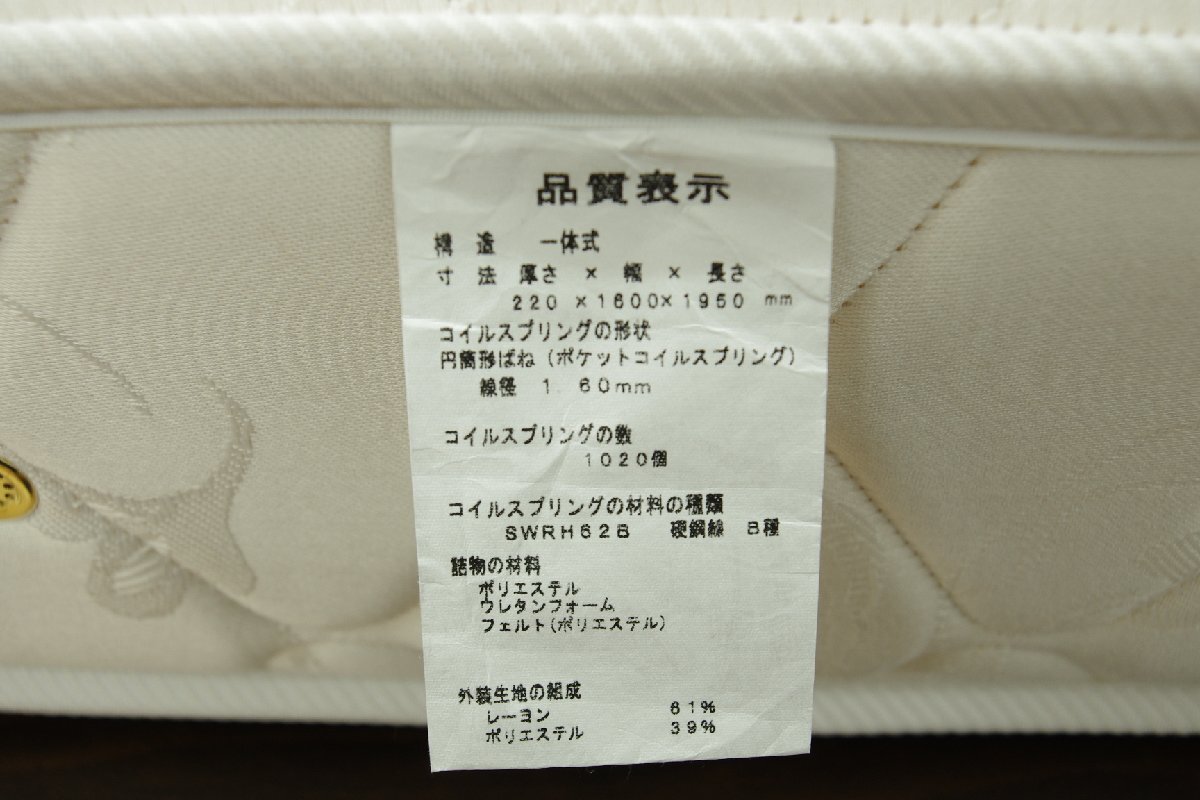 品質表示
構 造 一体式
寸 法 厚さ × 幅 × 長さ
220 ×1600×1950 mm
コイルスプリングの形状
円筒形ばね（ポケットコイルスプリング）
線径 1．60mm
コイルスプリングの数
1020個
コイルスプリングの材料の種類
SWRH62B 硬鋼線 B種
詰物の材料
ポリエステル
ウレタンフォーム
フェルト(ポリエステル)
外装生地の組成
レーヨン 61%
ポリエステル 39%